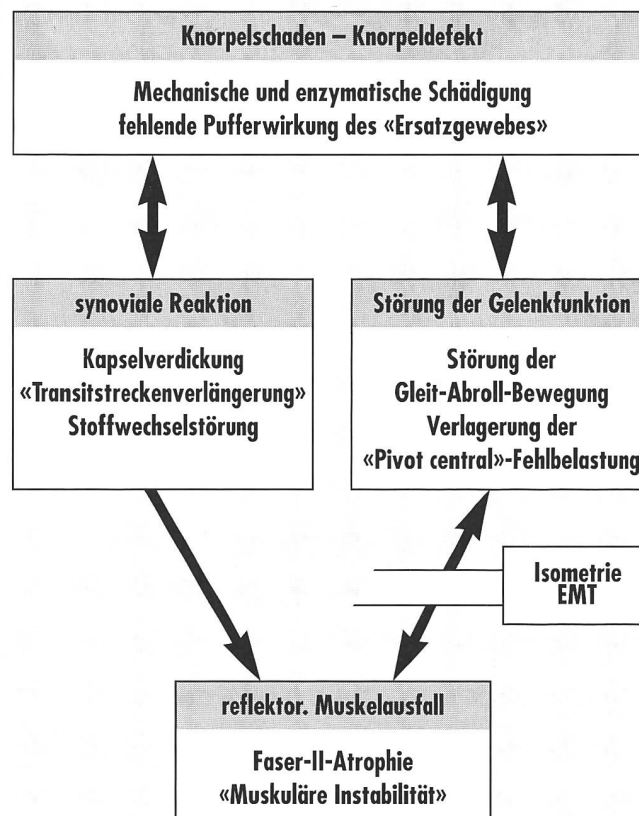 Knorpelschaden – Knorpeldefekt
Mechanische und enzymatische Schädigung
fehlende Pufferwirkung des «Ersatzgewebes»
synoviale Reaktion
Kapselverdickung
«Transitstreckenverlängerung»
Stoffwechselstörung
Störung der Gelenkfunktion
Störung der
Gleit-Abroll-Bewegung
Verlagerung der
«Pivot central»-Fehlbelastung
Isometrie
EMT
reflektor. Muskelausfall
Faser-II-Atrophie
«Muskuläre Instabilität»